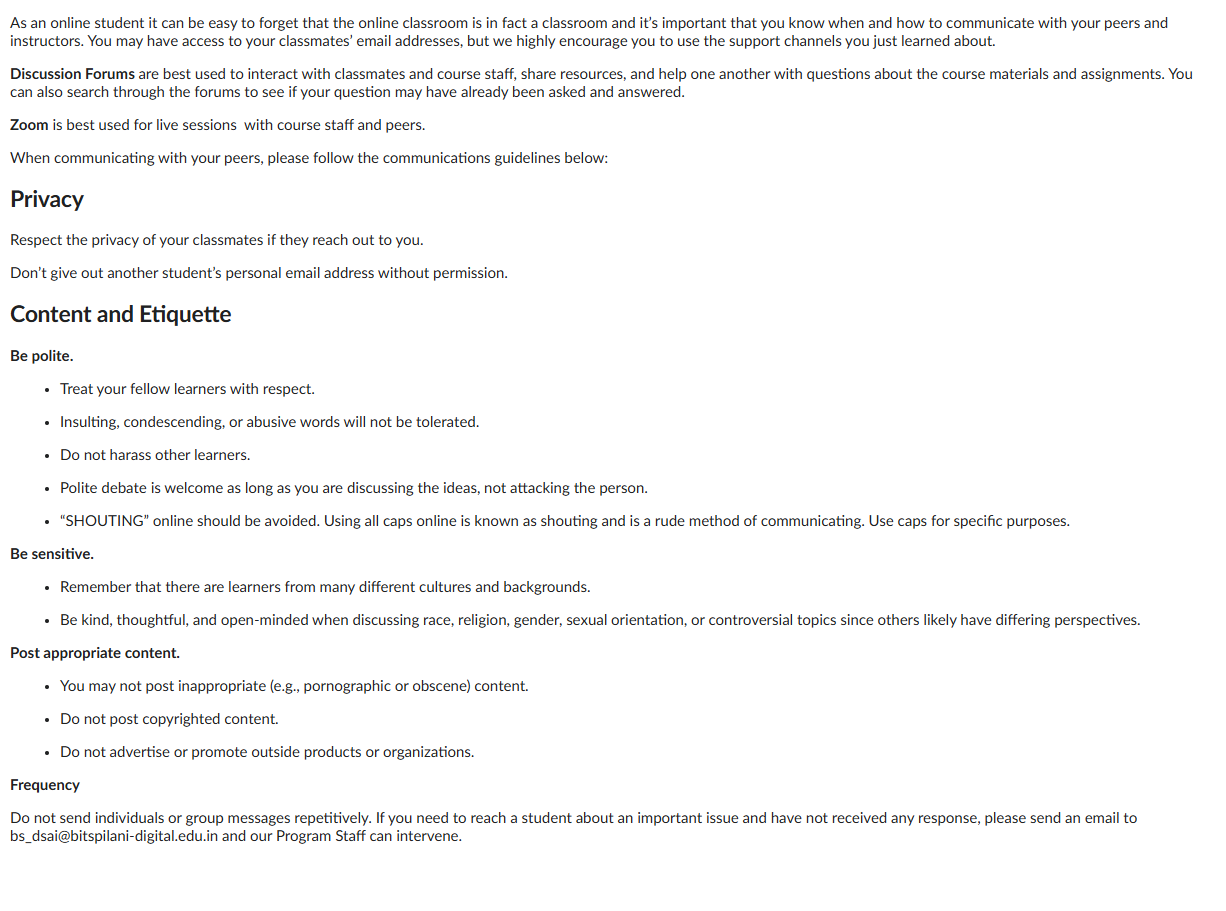 As an online student it can be easy to forget that the online classroom is in fact a classroom and it's important that you know when and how to communicate with your peers and
instructors. You may have access to your classmates' email addresses, but we highly encourage you to use the support channels you just learned about.
Discussion Forums are best used to interact with classmates and course staff, share resources, and help one another with questions about the course materials and assignments. You
can also search through the forums to see if your question may have already been asked and answered.
Zoom is best used for live sessions  with course staff and peers.
When communicating with your peers, please follow the communications guidelines below:
Privacy
Respect the privacy of your classmates if they reach out to you.
Don't give out another student's personal email address without permission.
Content and Etiquette
Be polite.
• Treat your fellow learners with respect.
• Insulting, condescending, or abusive words will not be tolerated.
• Do not harass other learners.
• Polite debate is welcome as long as you are discussing the ideas, not attacking the person.
• “SHOUTING” online should be avoided. Using all caps online is known as shouting and is a rude method of communicating. Use caps for specific purposes.
Be sensitive.
• Remember that there are learners from many different cultures and backgrounds.
• Be kind, thoughtful, and open-minded when discussing race, religion, gender, sexual orientation, or controversial topics since others likely have differing perspectives.
Post appropriate content.
• You may not post inappropriate (e.g., pornographic or obscene) content.
• Do not post copyrighted content.
• Do not advertise or promote outside products or organizations.
Frequency
Do not send individuals or group messages repetitively. If you need to reach a student about an important issue and have not received any response, please send an email to
bs_dsai@bitspilani-digital.edu.in and our Program Staff can intervene.